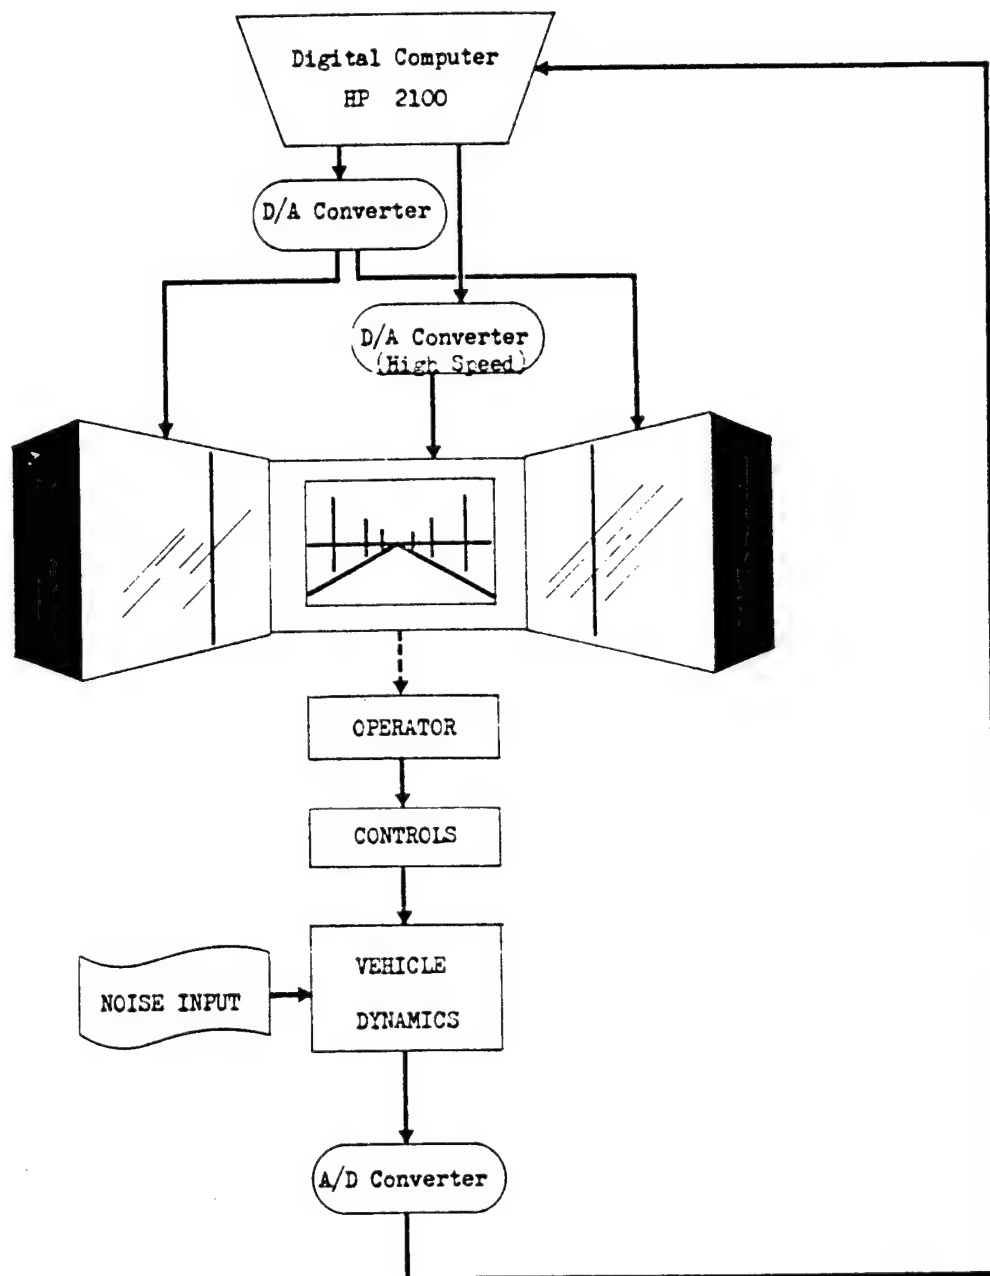 Digital Computer
HP 2100
D/A Converter
D/A Converter
(High Speed)
OPERATOR
CONTROLS
VEHICLE
DYNAMICS
NOISE INPUT
A/D Converter